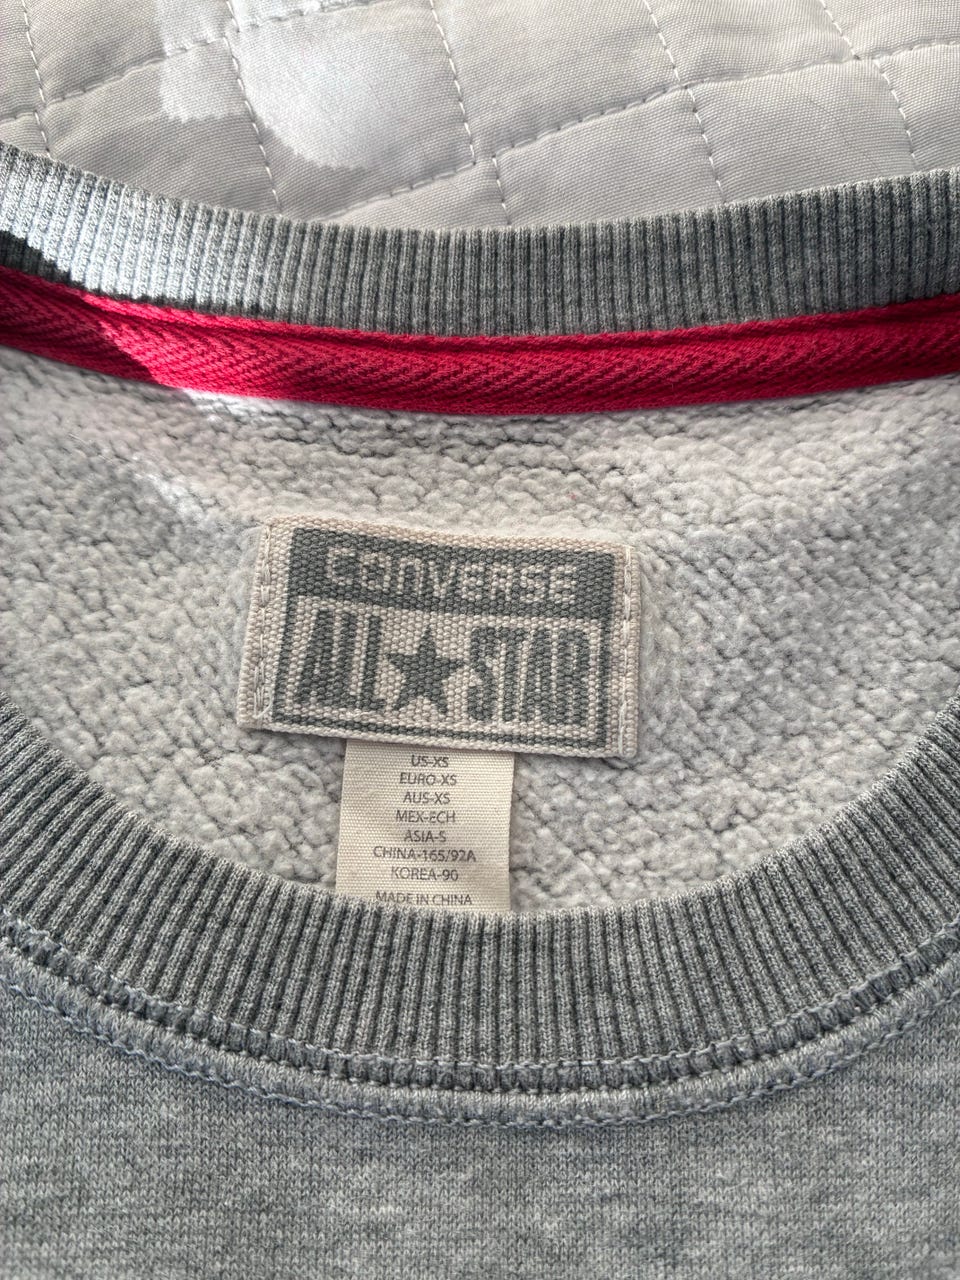 CONVERSE
ALL★STAR
US-XS
EURO-XS
AUS-XS
MEX-ECH
ASIA-S
CHINA-165/92A
KOREA-90
MADE IN CHINA